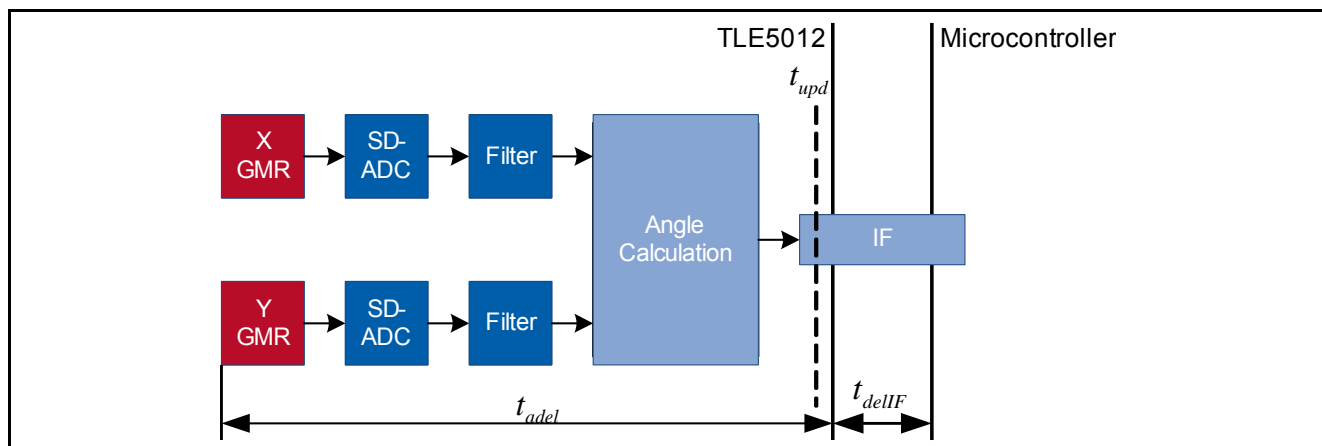 TLE5012
Microcontroller
t_upd
X
GMR
SD-
ADC
Filter
Angle
Calculation
IF
Y
GMR
SD-
ADC
Filter
t_adel
t_delIF